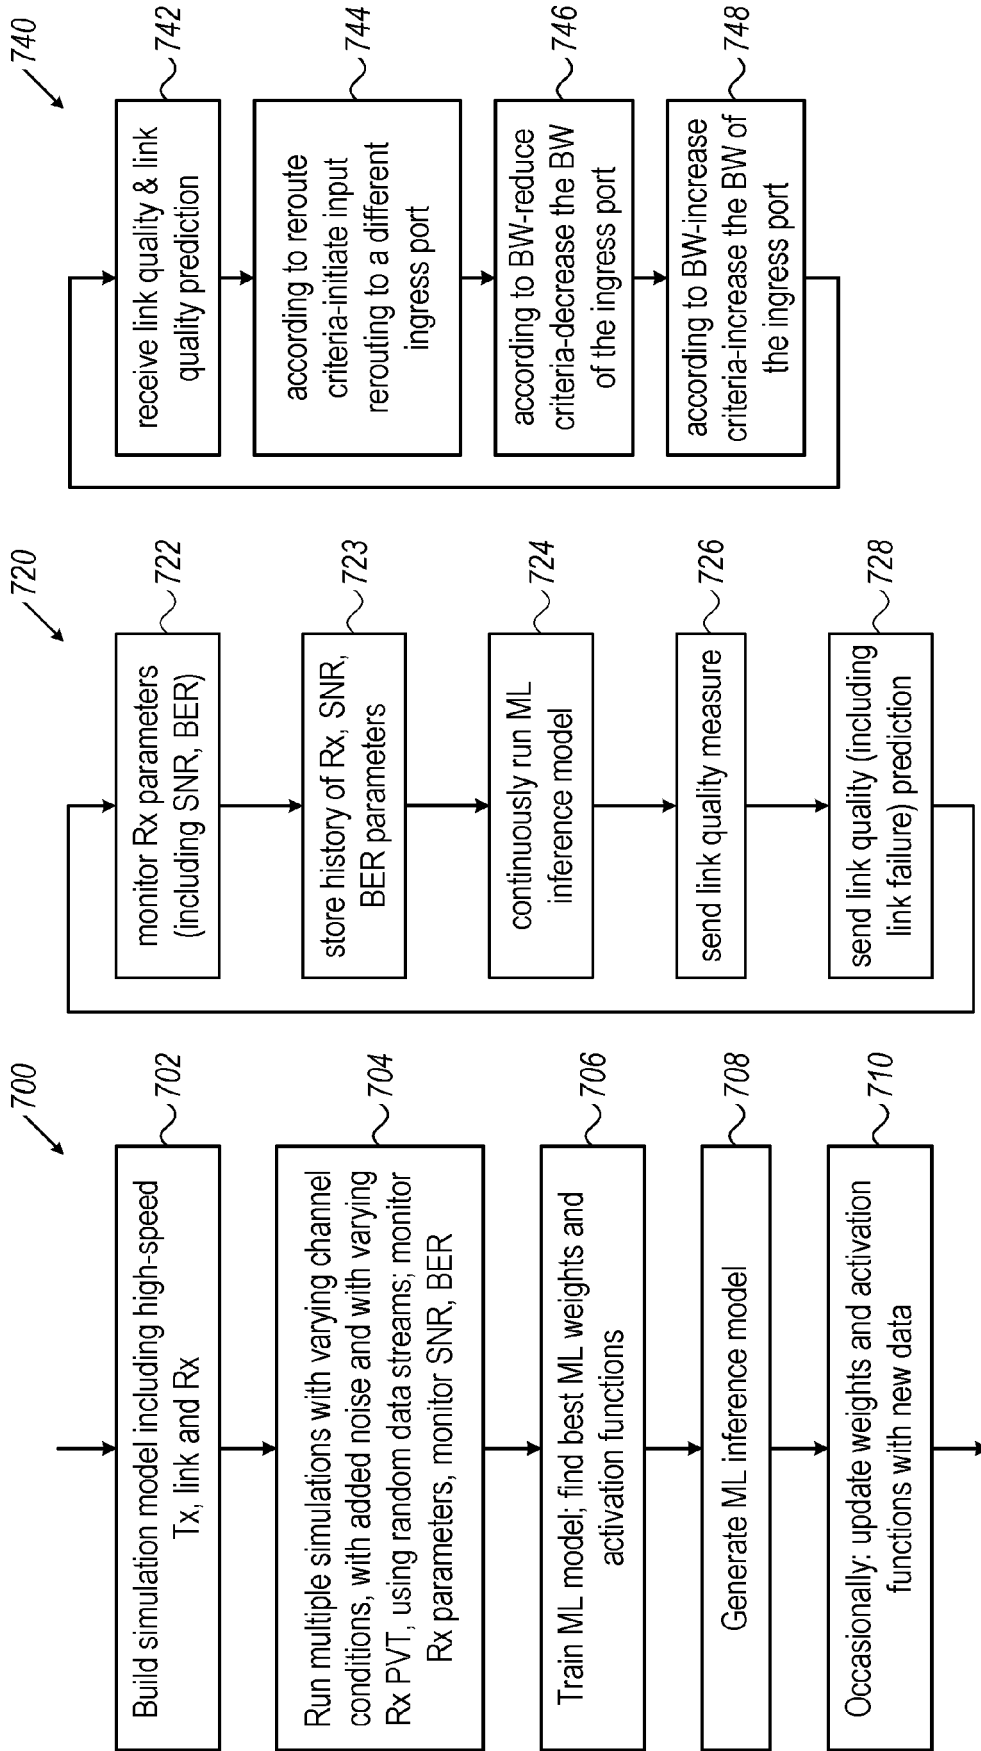 700
Build simulation model including high-speed
Tx, link and Rx
702
Run multiple simulations with varying channel
conditions, with added noise and with varying
Rx PVT, using random data streams; monitor
Rx parameters, monitor SNR, BER
704
Train ML model; find best ML weights and
activation functions
706
Generate ML inference model
708
Occasionally: update weights and activation
functions with new data
710
720
monitor Rx parameters
(including SNR, BER)
722
store history of Rx, SNR,
BER parameters
723
continuously run ML
inference model
724
send link quality measure
726
send link quality (including
link failure) prediction
728
740
receive link quality & link
quality prediction
742
according to reroute
criteria-initiate input
rerouting to a different
ingress port
744
according to BW-reduce
criteria-decrease the BW
of the ingress port
746
according to BW-increase
criteria-increase the BW of
the ingress port
748